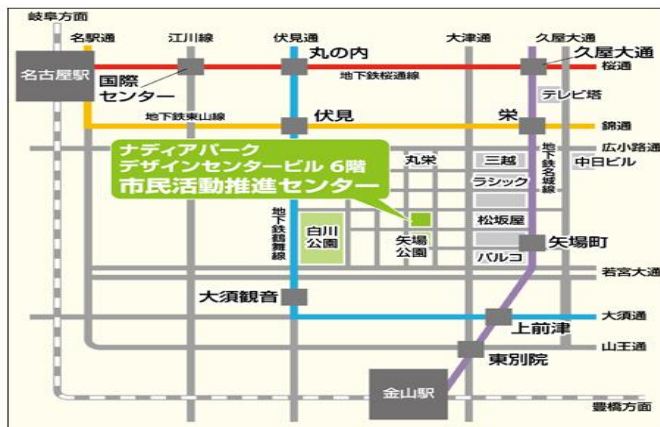 岐阜方面
名駅通
江川線
伏見通
大津通
久屋大通
名古屋駅
国際
センター
丸の内
地下鉄桜通線
久屋大通
桜通
テレビ塔
地下鉄東山線
伏見
栄
錦通
ナディアパーク
デザインセンタービル 6階
市民活動推進センター
丸栄
三越
地下鉄名城線
広小路通
中日ビル
ラシック
地下鉄鶴舞線
白川
公園
矢場
公園
松坂屋
矢場町
パルコ
若宮大通
大須観音
大須通
上前津
山王通
東別院
金山駅
豊橋方面